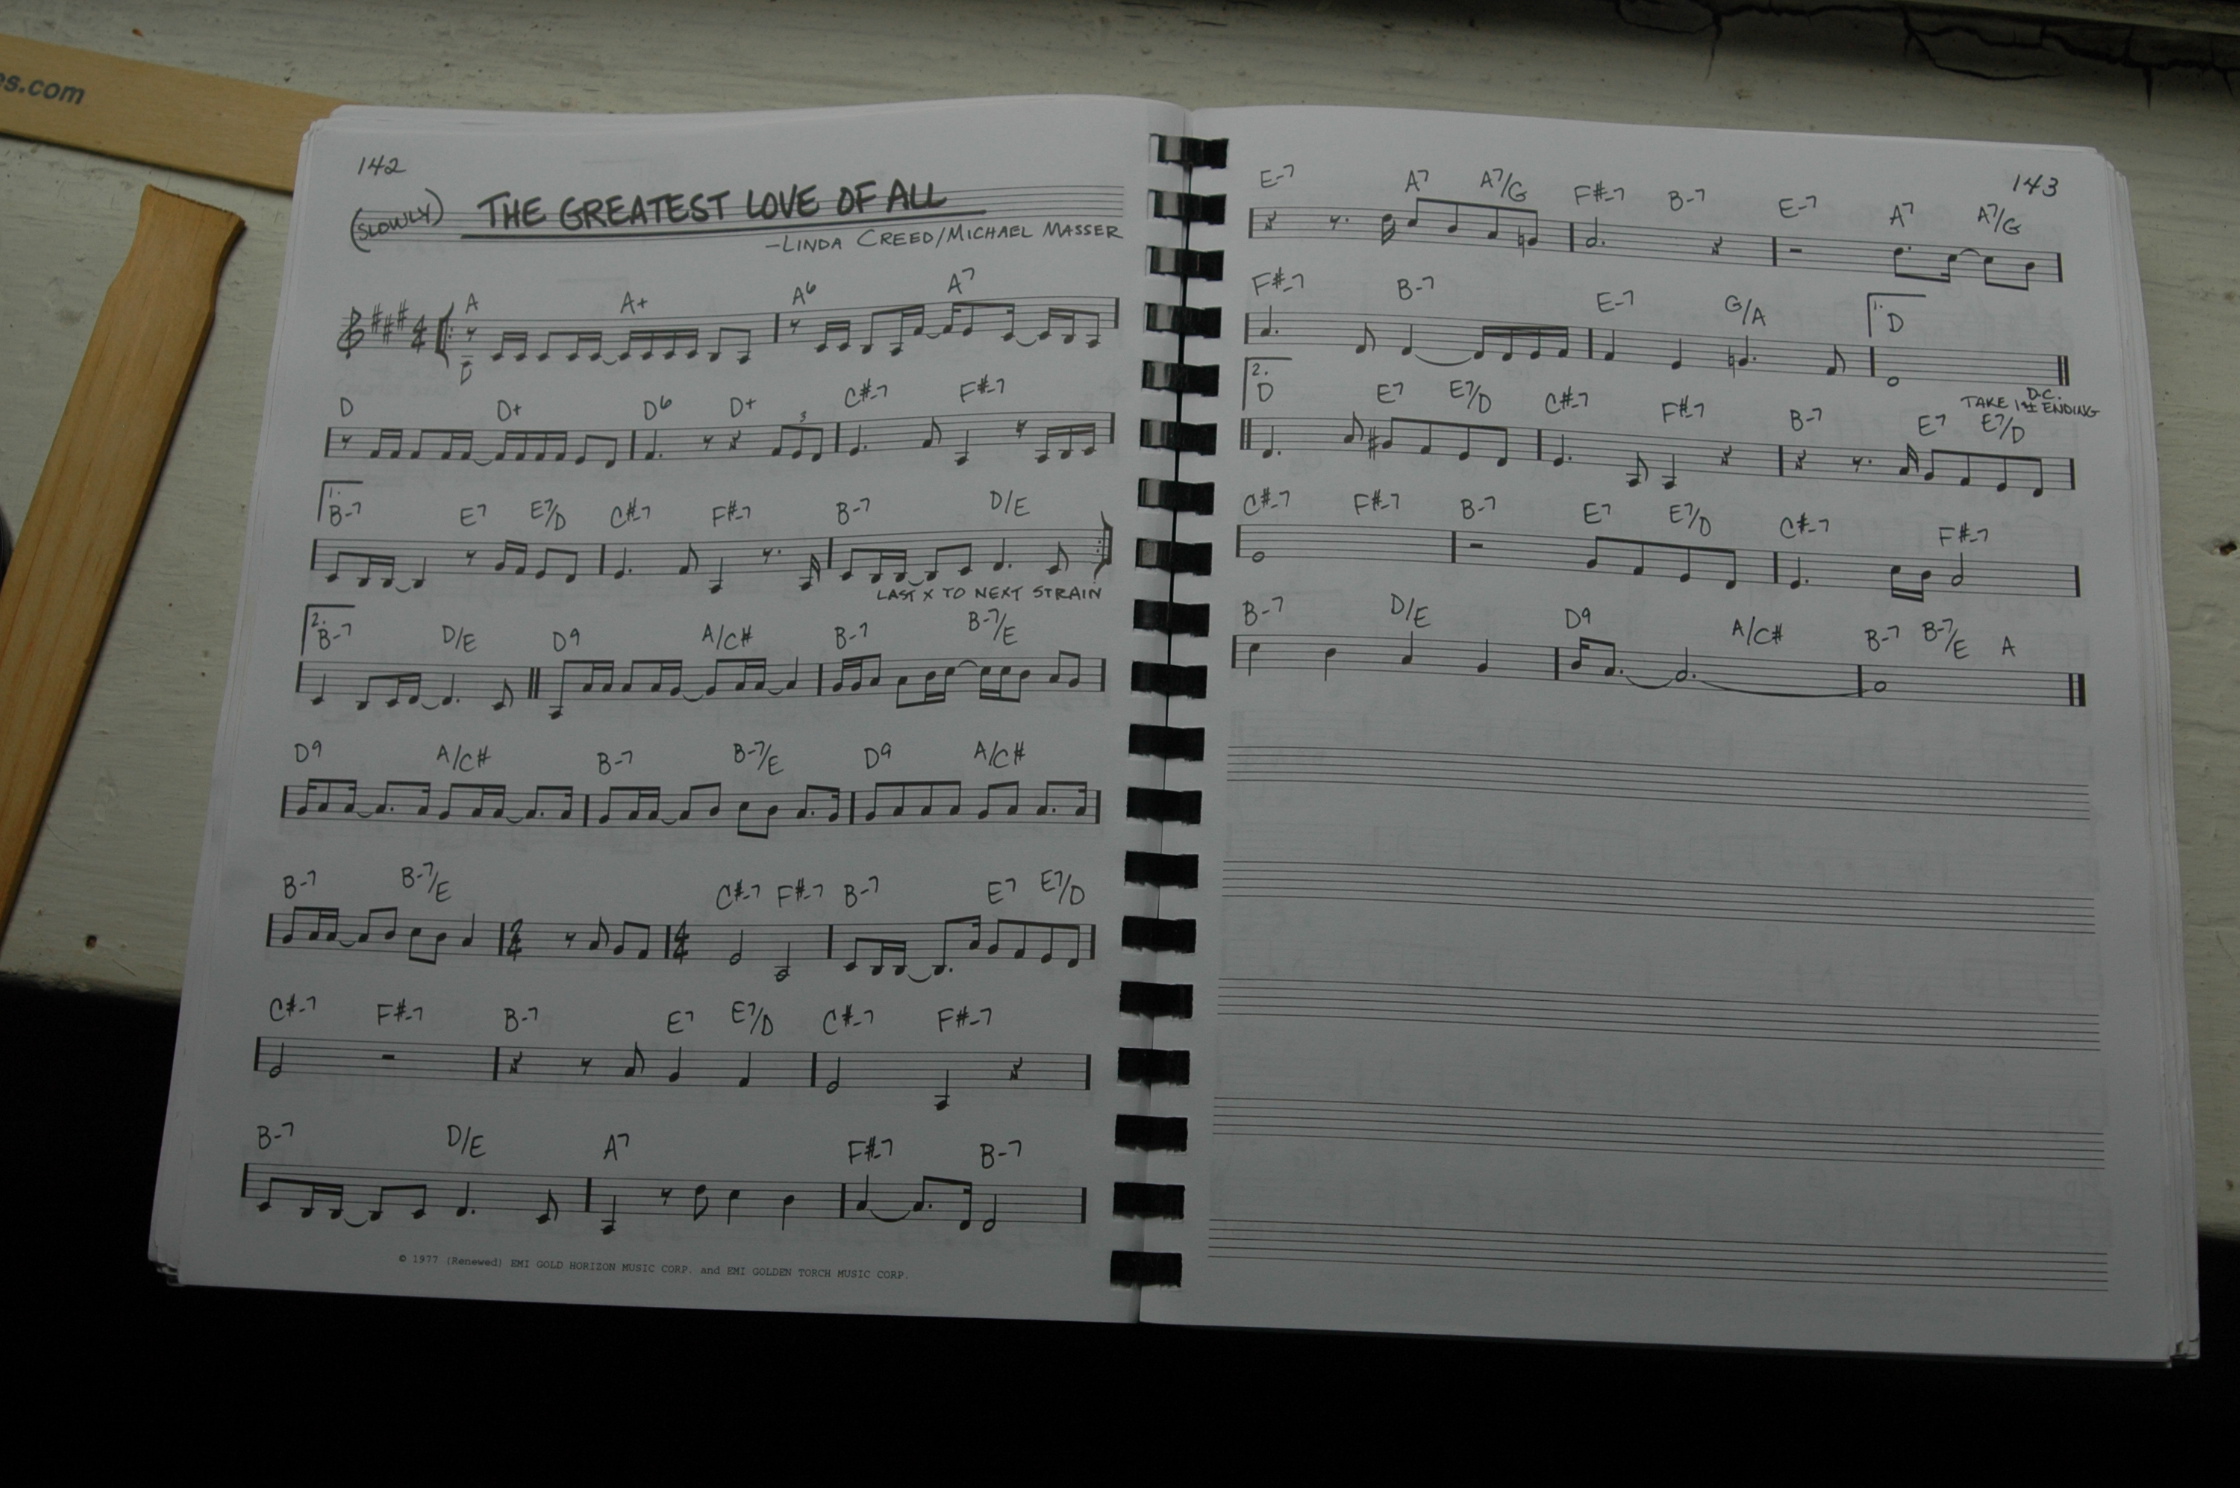 s.com
142
(SLOWLY) THE GREATEST LOVE OF ALL
-LINDA CREED/MICHAEL MASSER
A A+ A6 A7
D D+ D6 D+ 3 C#-7 F#-7
1. B-7 E7 E7/D C#-7 F#-7 B-7 D/E
LAST X TO NEXT STRAIN
2. B-7 D/E D9 A/C# B-7 B-7/E
D9 A/C# B-7 B-7/E D9 A/C#
B-7 B-7/E C#-7 F#-7 B-7 E7 E7/D
C#-7 F#-7 B-7 E7 E7/D C#-7 F#-7
B-7 D/E A7 F#-7 B-7
© 1977 (Renewed) EMI GOLD HORIZON MUSIC CORP. and EMI GOLDEN TORCH MUSIC CORP.
143
E-7 A7 A7/G F#-7 B-7 E-7 A7 A7/G
F#-7 B-7 E-7 G/A 1. D
D.C.
TAKE 1st ENDING
2. D E7 E7/D C#-7 F#-7 B-7 E7 E7/D
C#-7 F#-7 B-7 E7 E7/D C#-7 F#-7
B-7 D/E D9 A/C# B-7 B-7/E A